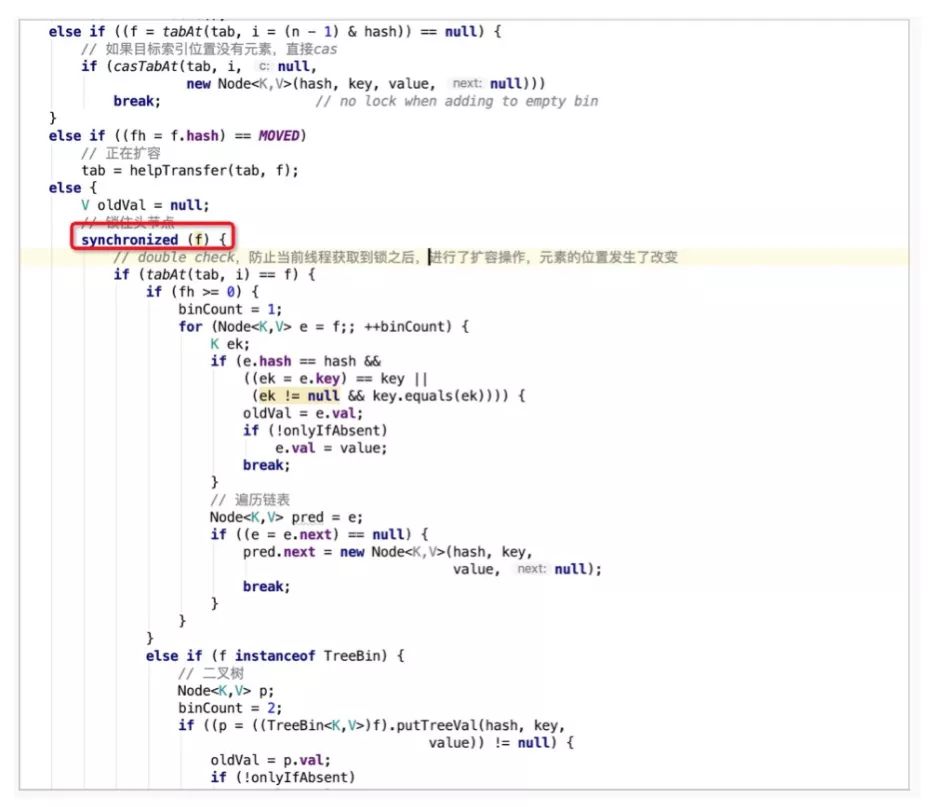 else if ((f = tabAt(tab, i = (n - 1) & hash)) == null) {
// 如果目标索引位置没有元素，直接cas
if (casTabAt(tab, i, c: null,
new Node<K,V>(hash, key, value, next: null)))
break; // no lock when adding to empty bin
}
else if ((fh = f.hash) == MOVED)
// 正在扩容
tab = helpTransfer(tab, f);
else {
V oldVal = null;
// 锁住头节点
synchronized (f) {
// double check，防止当前线程获取到锁之后，进行了扩容操作，元素的位置发生了改变
if (tabAt(tab, i) == f) {
if (fh >= 0) {
binCount = 1;
for (Node<K,V> e = f;; ++binCount) {
K ek;
if (e.hash == hash &&
((ek = e.key) == key ||
(ek != null && key.equals(ek)))) {
oldVal = e.val;
if (!onlyIfAbsent)
e.val = value;
break;
}
// 遍历链表
Node<K,V> pred = e;
if ((e = e.next) == null) {
pred.next = new Node<K,V>(hash, key,
value, next: null);
break;
}
}
}
else if (f instanceof TreeBin) {
// 二叉树
Node<K,V> p;
binCount = 2;
if ((p = ((TreeBin<K,V>)f).putTreeVal(hash, key,
value)) != null) {
oldVal = p.val;
if (!onlyIfAbsent)